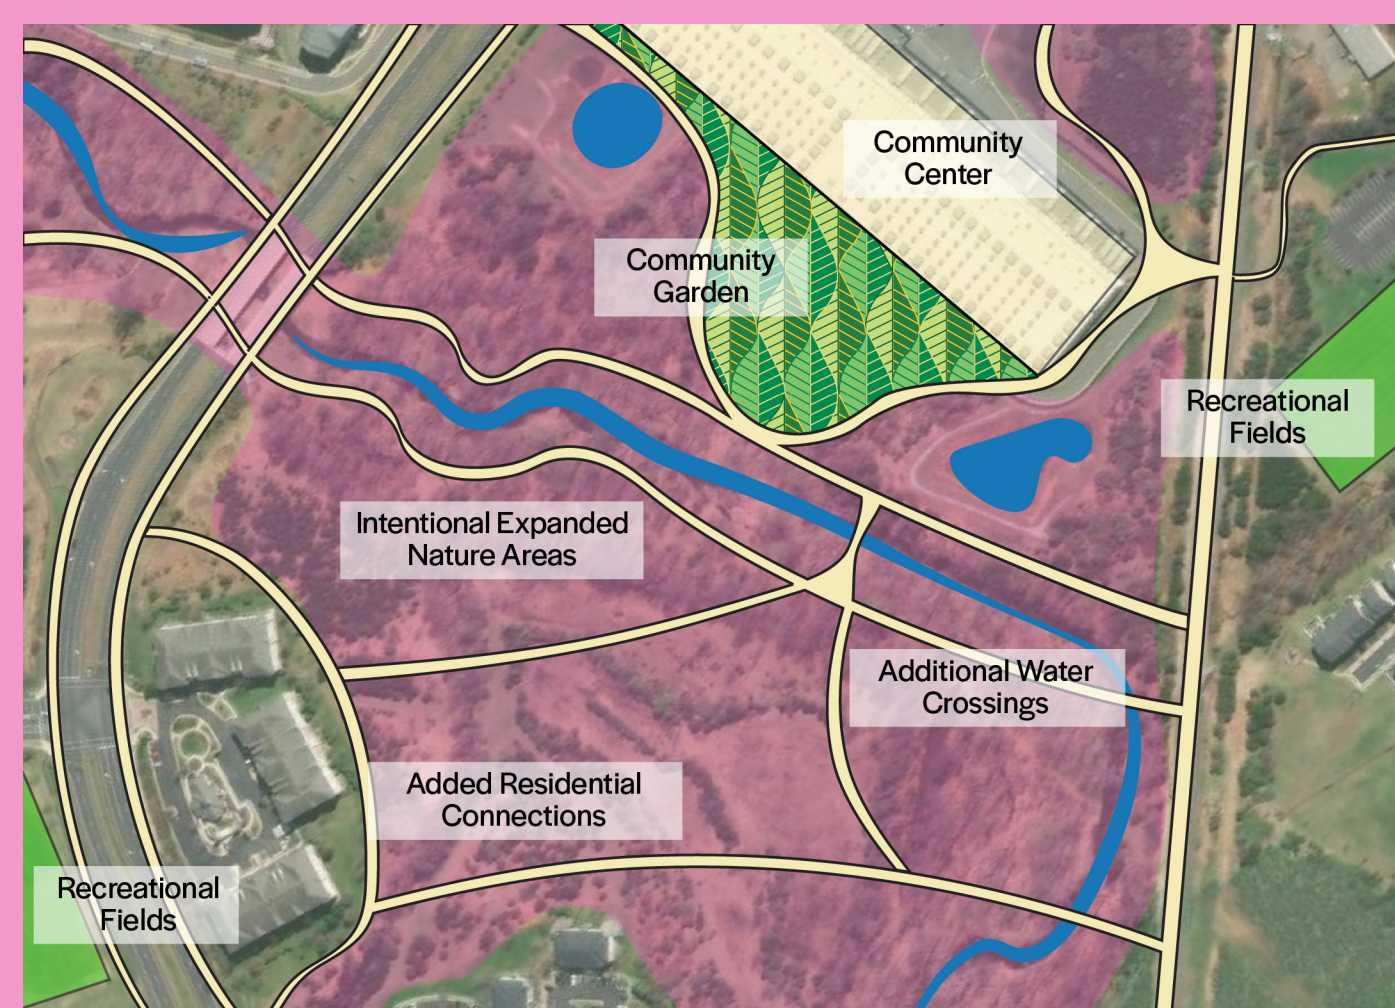 Community
Center
Community
Garden
Recreational
Fields
Intentional Expanded
Nature Areas
Additional Water
Crossings
Added Residential
Connections
Recreational
Fields